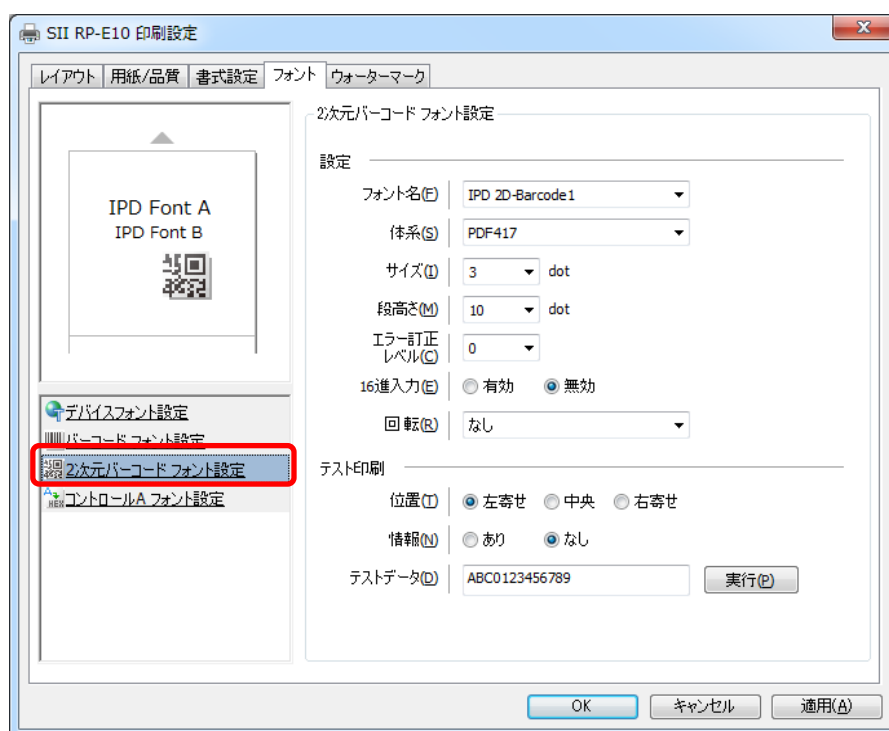 SII RP-E10 印刷設定
レイアウト 用紙/品質 書式設定 フォント ウォーターマーク
IPD Font A
IPD Font B
デバイスフォント設定
バーコード フォント設定
2次元バーコード フォント設定
コントロールA フォント設定
2次元バーコード フォント設定
設定
フォント名(F) IPD 2D-Barcode1
体系(S) PDF417
サイズ(I) 3 dot
段高さ(M) 10 dot
エラー訂正
レベル(C) 0
16進入力(E) 有効 無効
回転(R) なし
テスト印刷
位置(T) 左寄せ 中央 右寄せ
情報(N) あり なし
テストデータ(D) ABC0123456789 実行(P)
OK キャンセル 適用(A)